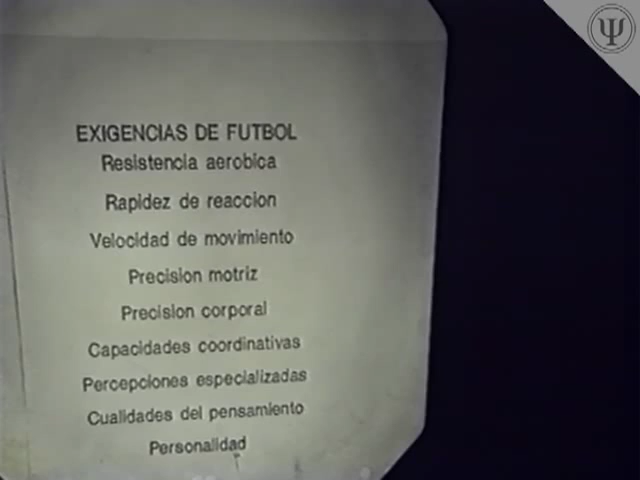 EXIGENCIAS DE FUTBOL
Resistencia aerobica
Rapidez de reaccion
Velocidad de movimiento
Precision motriz
Precision corporal
Capacidades coordinativas
Percepciones especializadas
Cualidades del pensamiento
Personalidad
Ψ